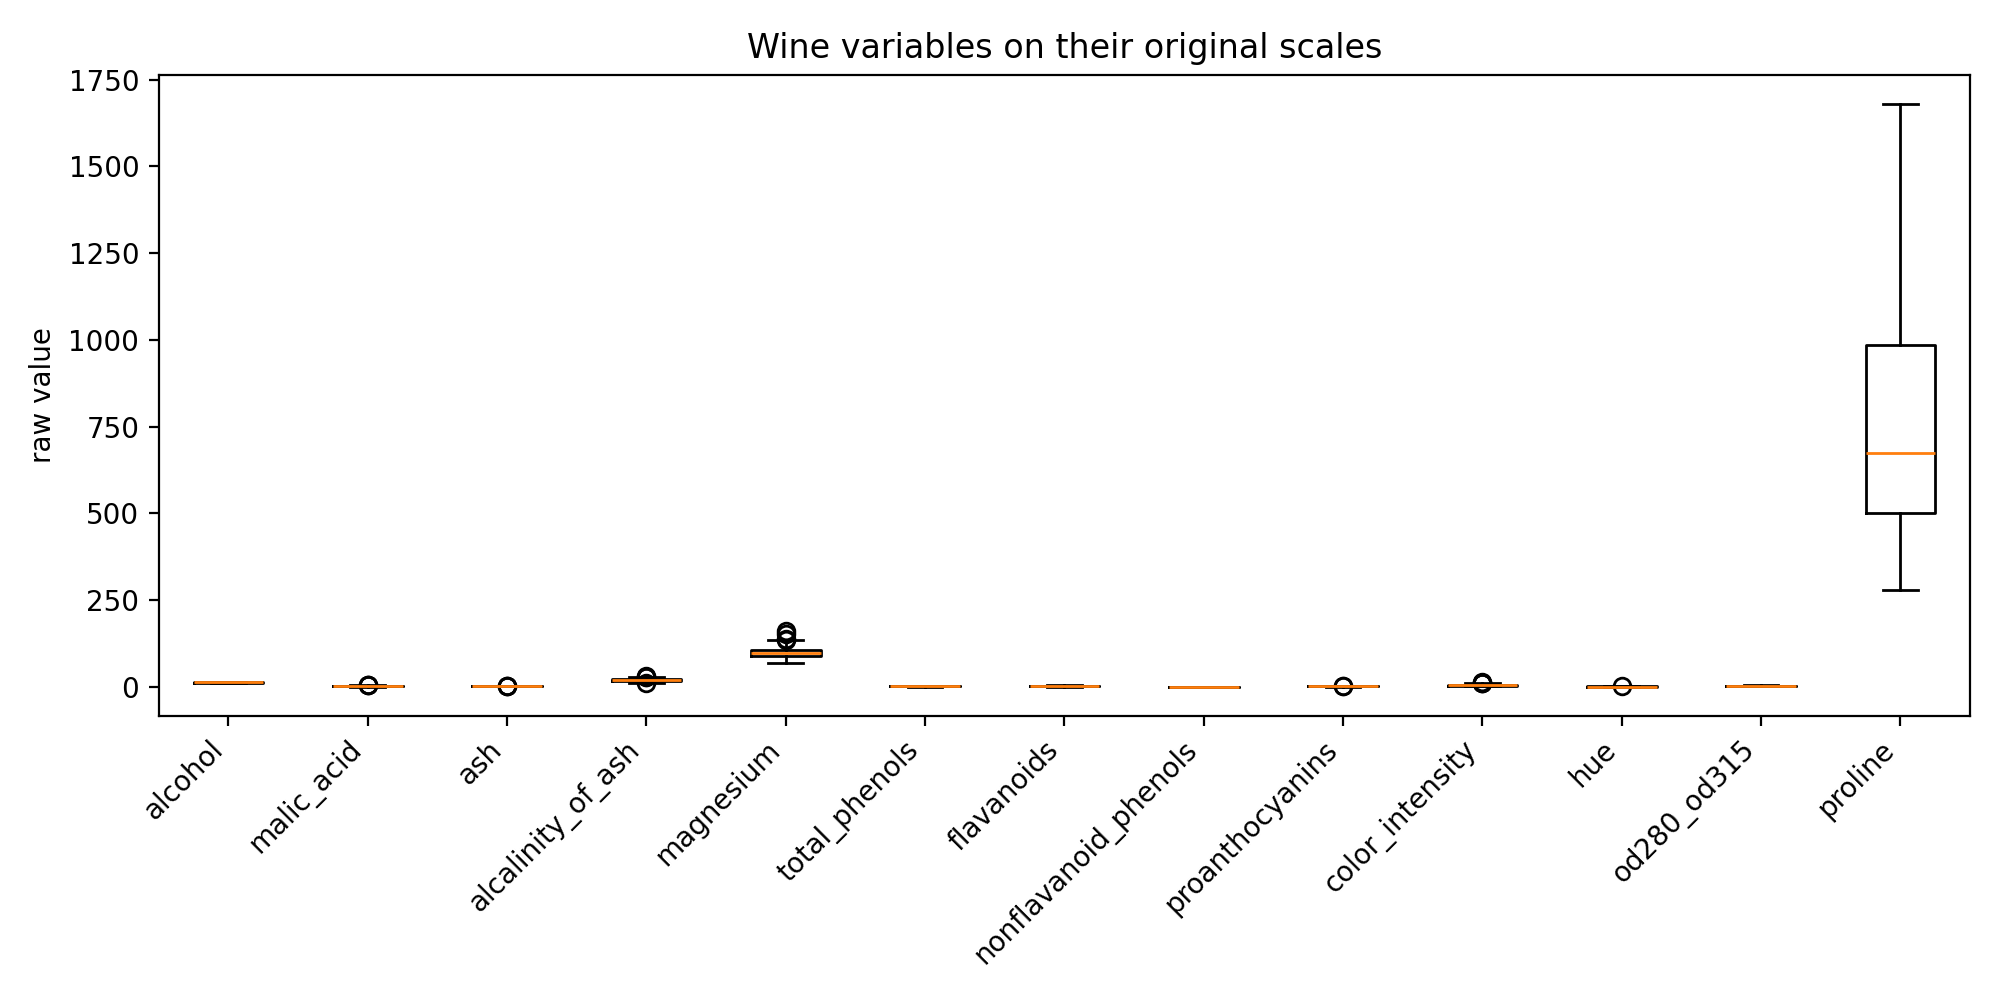 Wine variables on their original scales
1750
1500
1250
1000
750
500
250
0
raw value
alcohol
malic_acid
ash
alcalinity_of_ash
magnesium
total_phenols
flavanoids
nonflavanoid_phenols
proanthocyanins
color_intensity
hue
od280_od315
proline